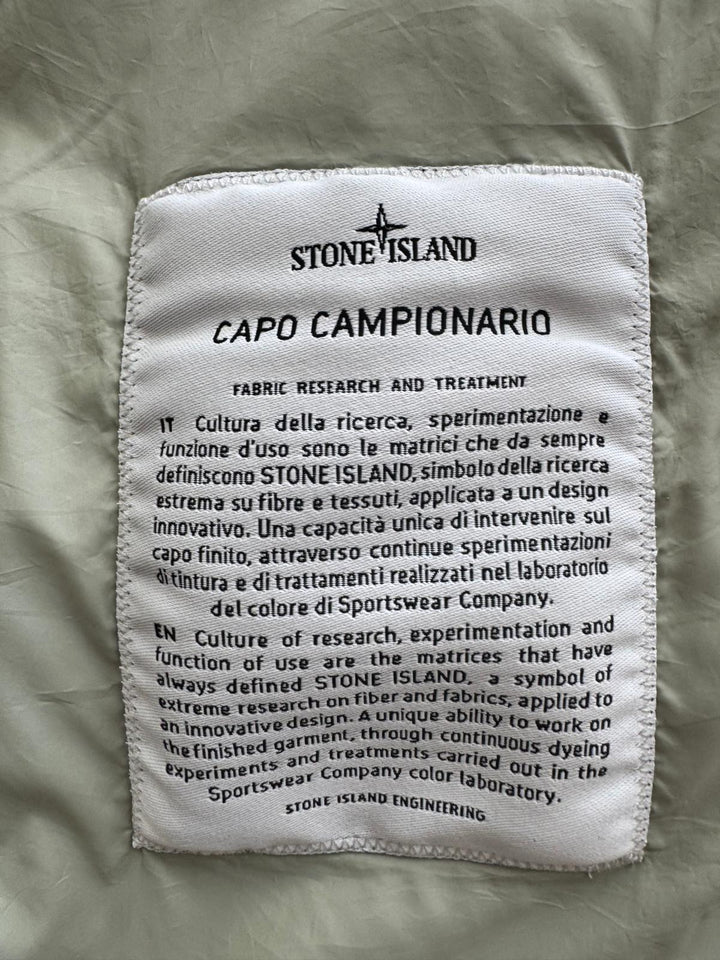 STONE ISLAND
CAPO CAMPIONARIO
FABRIC RESEARCH AND TREATMENT
IT Cultura della ricerca, sperimentazione e
funzione d'uso sono le matrici che da sempre
definiscono STONE ISLAND, simbolo della ricerca
estrema su fibre e tessuti, applicata a un design
innovativo. Una capacità unica di intervenire sul
capo finito, attraverso continue sperimentazioni
di tintura e di trattamenti realizzati nel laboratorio
del colore di Sportswear Company.
EN Culture of research, experimentation and
function of use are the matrices that have
always defined STONE ISLAND, a symbol of
extreme research on fiber and fabrics, applied to
an innovative design. A unique ability to work on
the finished garment, through continuous dyeing
experiments and treatments carried out in the
Sportswear Company color laboratory.
STONE ISLAND ENGINEERING